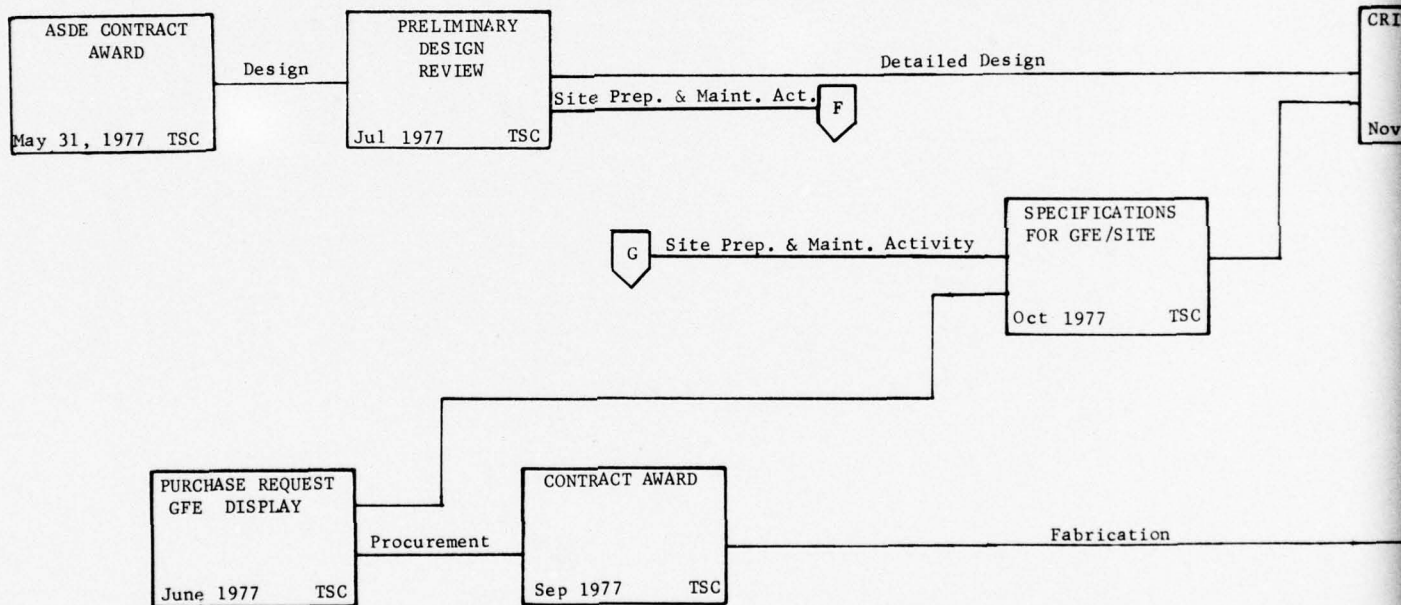 ASDE CONTRACT
AWARD
May 31, 1977 TSC
Design
PRELIMINARY
DESIGN
REVIEW
Jul 1977 TSC
Detailed Design
Site Prep. & Maint. Act.
F
CRI
Nov
G
Site Prep. & Maint. Activity
SPECIFICATIONS
FOR GFE/SITE
Oct 1977 TSC
PURCHASE REQUEST
GFE DISPLAY
June 1977 TSC
Procurement
CONTRACT AWARD
Sep 1977 TSC
Fabrication